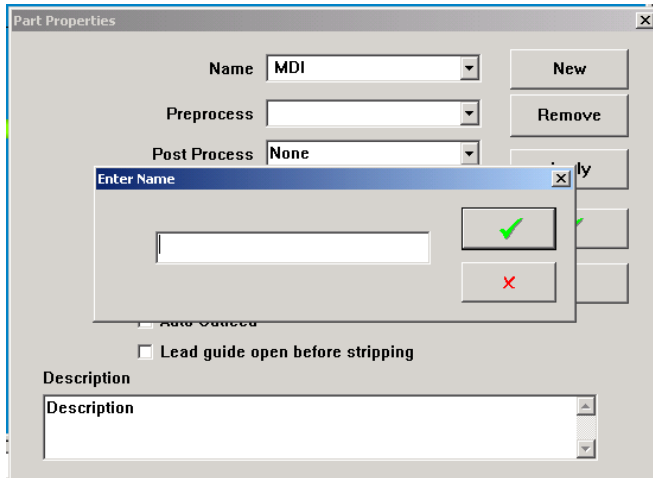 Part Properties
Name MDI New
Preprocess Remove
Post Process None
Enter Name
Lead guide open before stripping
Description
Description